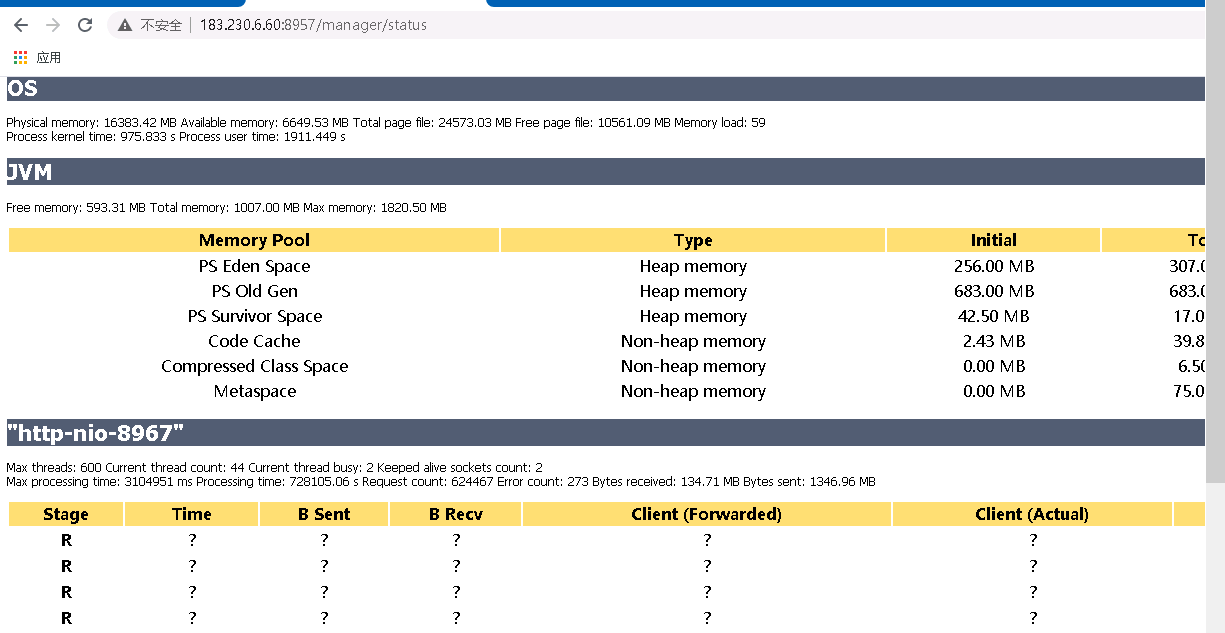 不安全 183.230.6.60:8957/manager/status
应用
OS
Physical memory: 16383.42 MB Available memory: 6649.53 MB Total page file: 24573.03 MB Free page file: 10561.09 MB Memory load: 59
Process kernel time: 975.833 s Process user time: 1911.449 s
JVM
Free memory: 593.31 MB Total memory: 1007.00 MB Max memory: 1820.50 MB
Memory Pool Type Initial
PS Eden Space Heap memory 256.00 MB 307.0
PS Old Gen Heap memory 683.00 MB 683.0
PS Survivor Space Heap memory 42.50 MB 17.0
Code Cache Non-heap memory 2.43 MB 39.8
Compressed Class Space Non-heap memory 0.00 MB 6.50
Metaspace Non-heap memory 0.00 MB 75.0
"http-nio-8967"
Max threads: 600 Current thread count: 44 Current thread busy: 2 Keeped alive sockets count: 2
Max processing time: 3104951 ms Processing time: 728105.06 s Request count: 624467 Error count: 273 Bytes received: 134.71 MB Bytes sent: 1346.96 MB
Stage Time B Sent B Recv Client (Forwarded) Client (Actual)
R ? ? ? ? ?
R ? ? ? ? ?
R ? ? ? ? ?
R ? ? ? ? ?